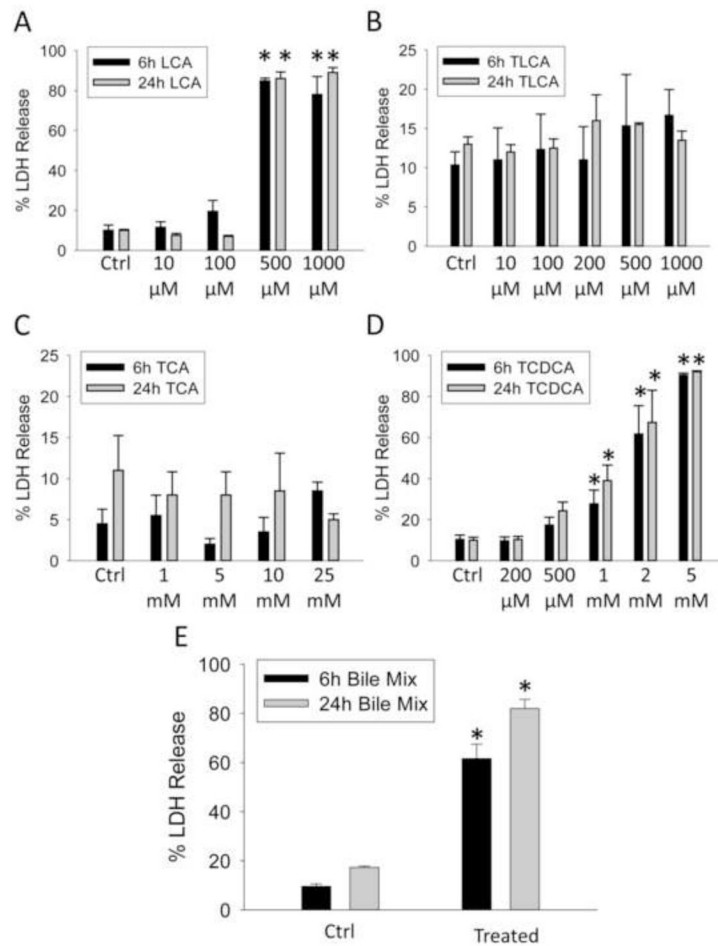 A
6h LCA
24h LCA
% LDH Release
100
80
60
40
20
0
* * **
Ctrl 10 100 500 1000
µM µM µM µM
B
6h TLCA
24h TLCA
% LDH Release
25
20
15
10
5
0
Ctrl 10 100 200 500 1000
µM µM µM µM µM
C
6h TCA
24h TCA
% LDH Release
25
20
15
10
5
0
Ctrl 1 5 10 25
mM mM mM mM
D
6h TCDCA
24h TCDCA
% LDH Release
100
80
60
40
20
0
* * * * **
Ctrl 200 500 1 2 5
µM µM mM mM mM
E
6h Bile Mix
24h Bile Mix
% LDH Release
100
80
60
40
20
0
* *
Ctrl Treated